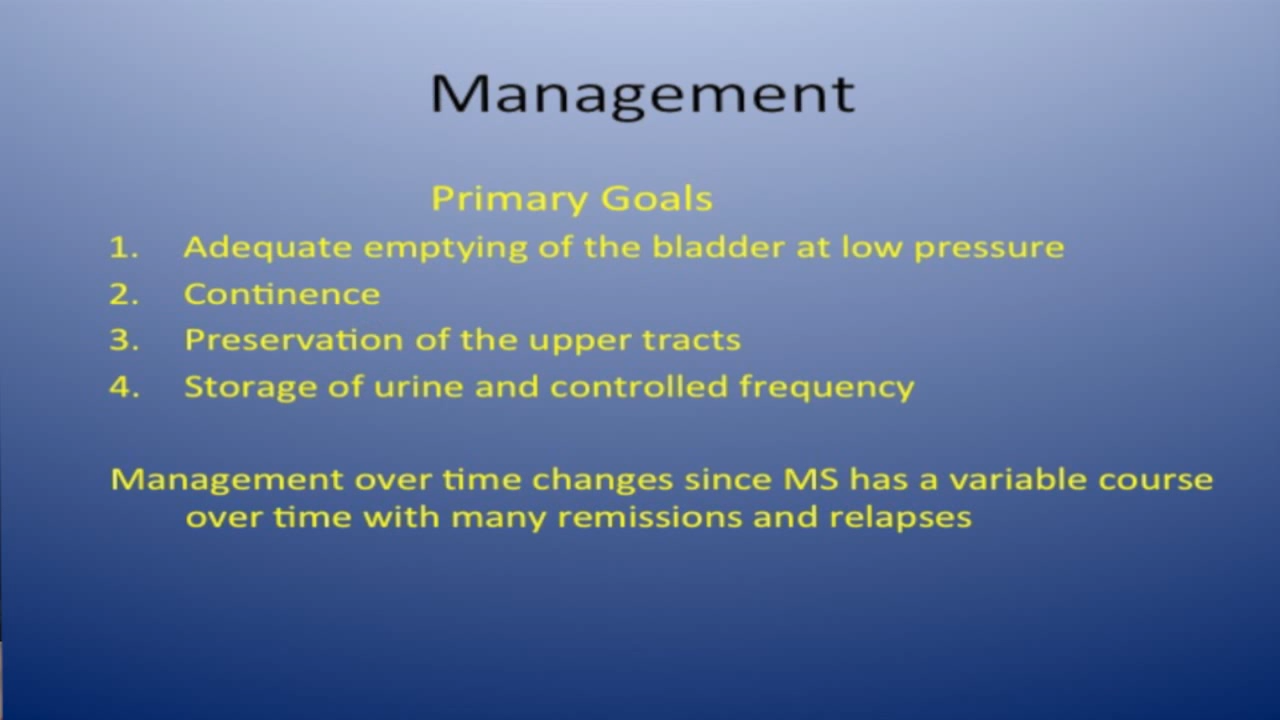 Management
Primary Goals
1. Adequate emptying of the bladder at low pressure
2. Continence
3. Preservation of the upper tracts
4. Storage of urine and controlled frequency
Management over time changes since MS has a variable course
over time with many remissions and relapses